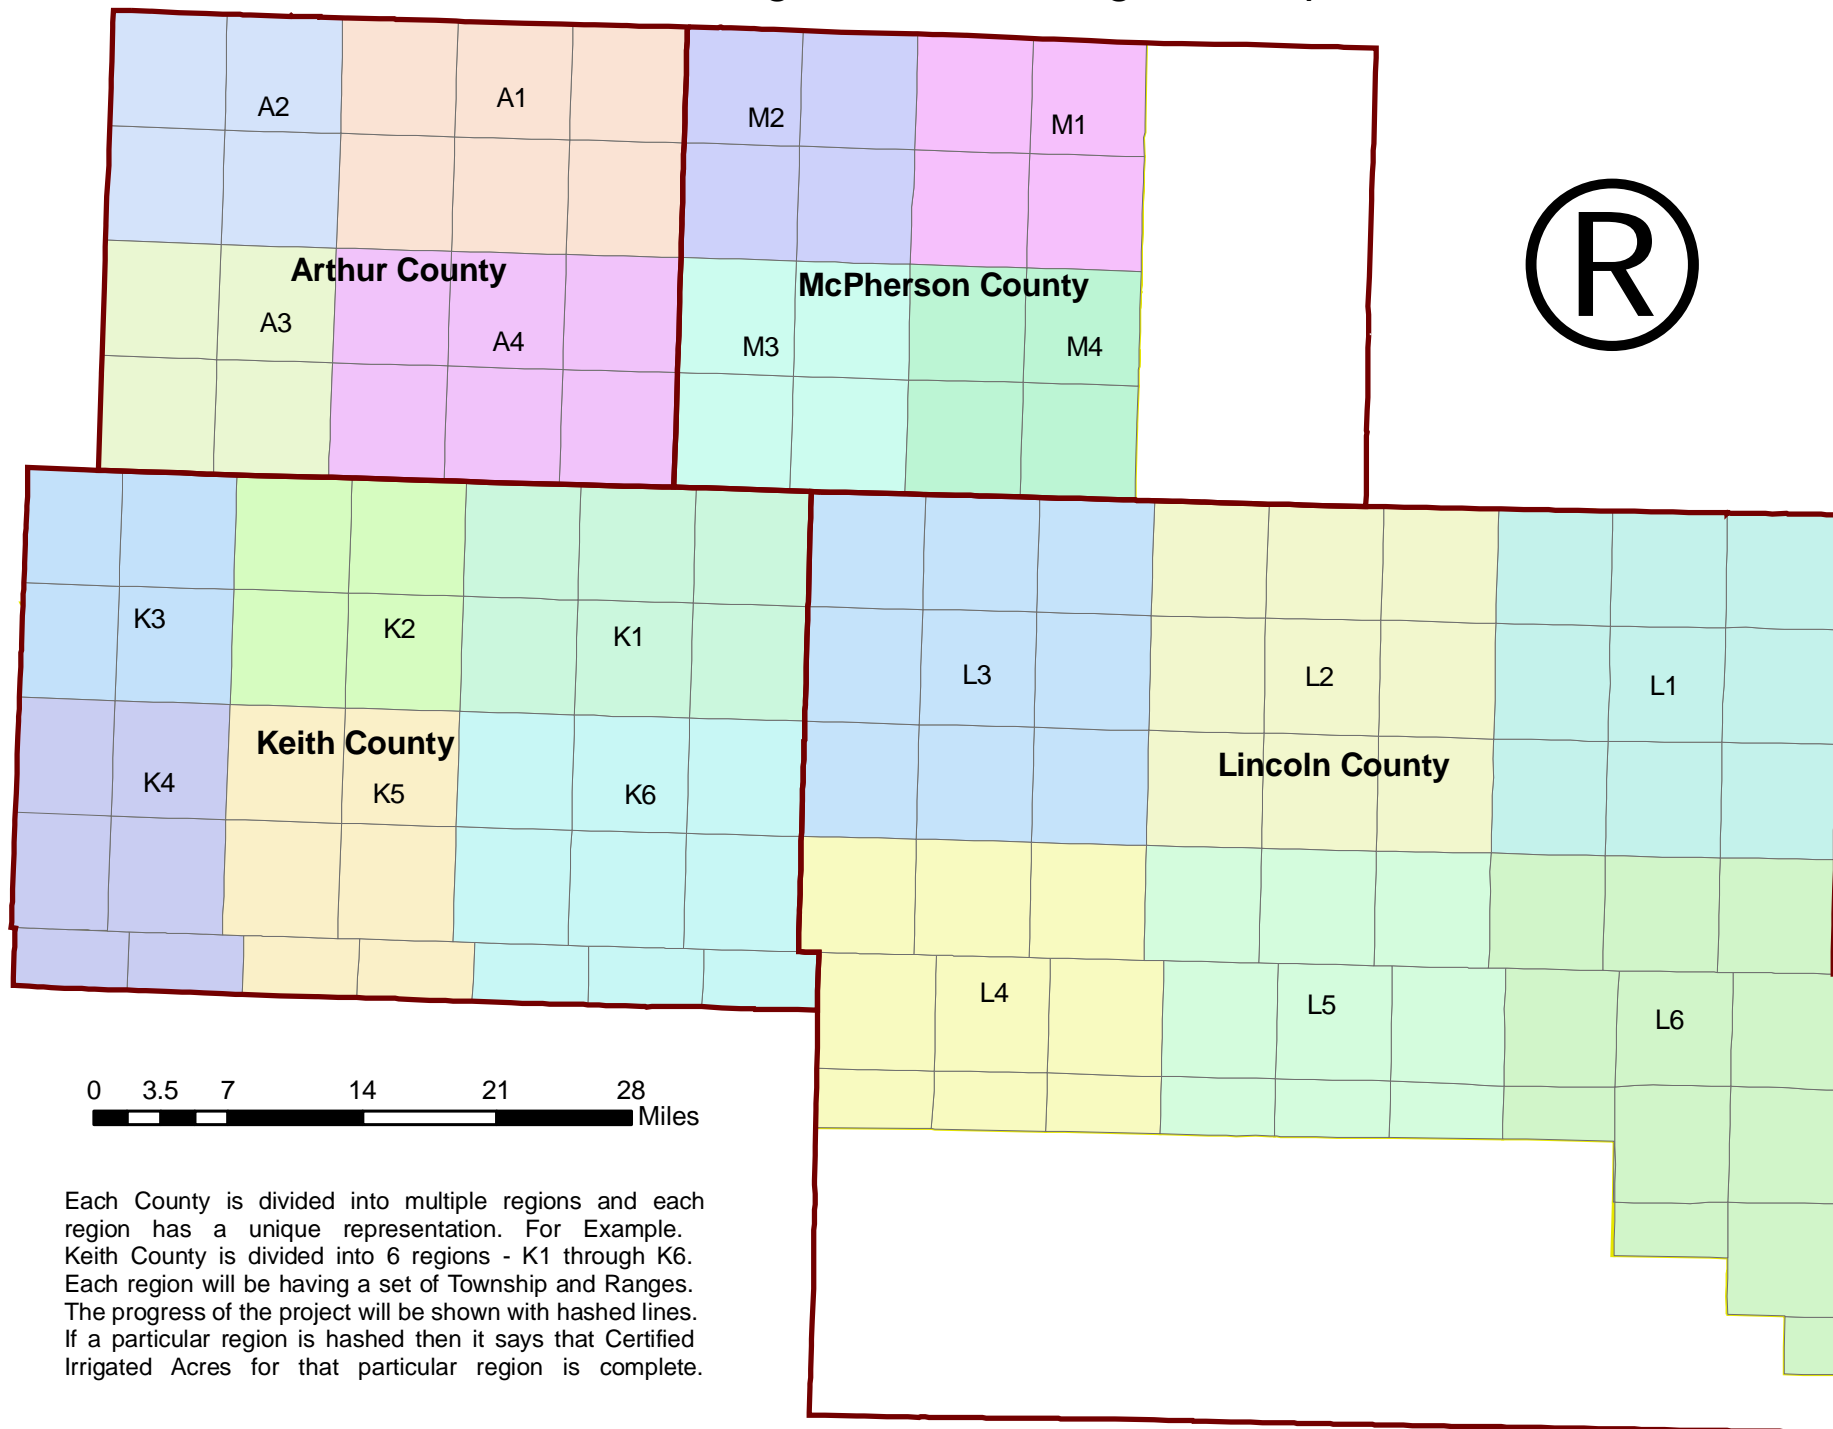 A2
A1
M2
M1
®
Arthur County
McPherson County
A3
A4
M3
M4
K3
K2
K1
L3
L2
L1
Keith County
Lincoln County
K4
K5
K6
L4
L5
L6
0 3.5 7 14 21 28
Miles
Each County is divided into multiple regions and each
region has a unique representation. For Example.
Keith County is divided into 6 regions - K1 through K6.
Each region will be having a set of Township and Ranges.
The progress of the project will be shown with hashed lines.
If a particular region is hashed then it says that Certified
Irrigated Acres for that particular region is complete.